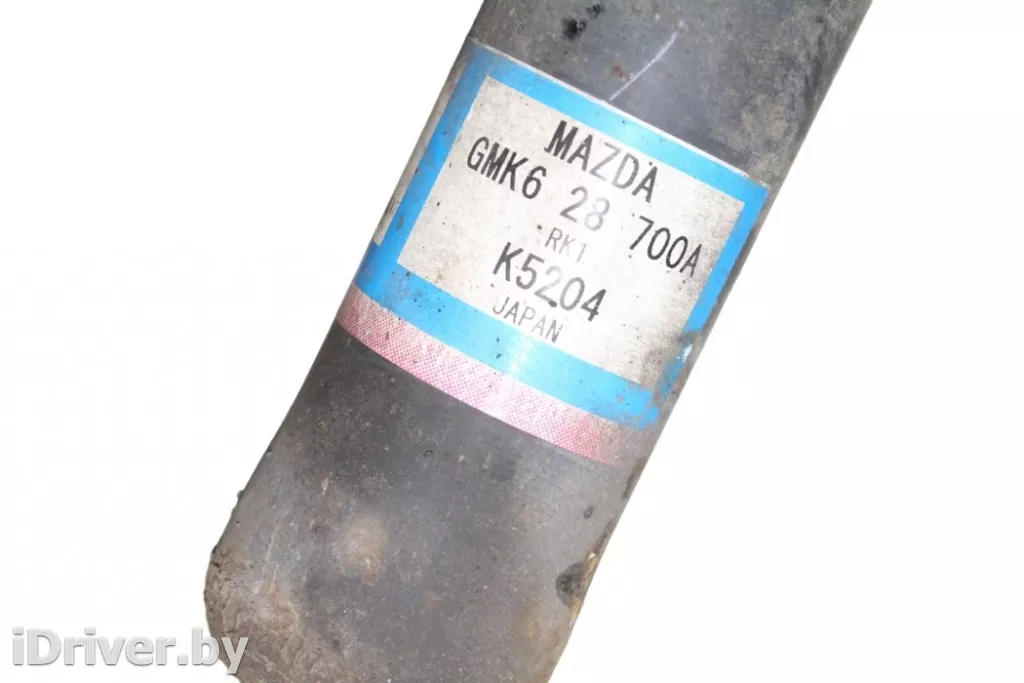 MAZDA
GMK6 28 700A
RK1
K5204
JAPAN
iDriver.by